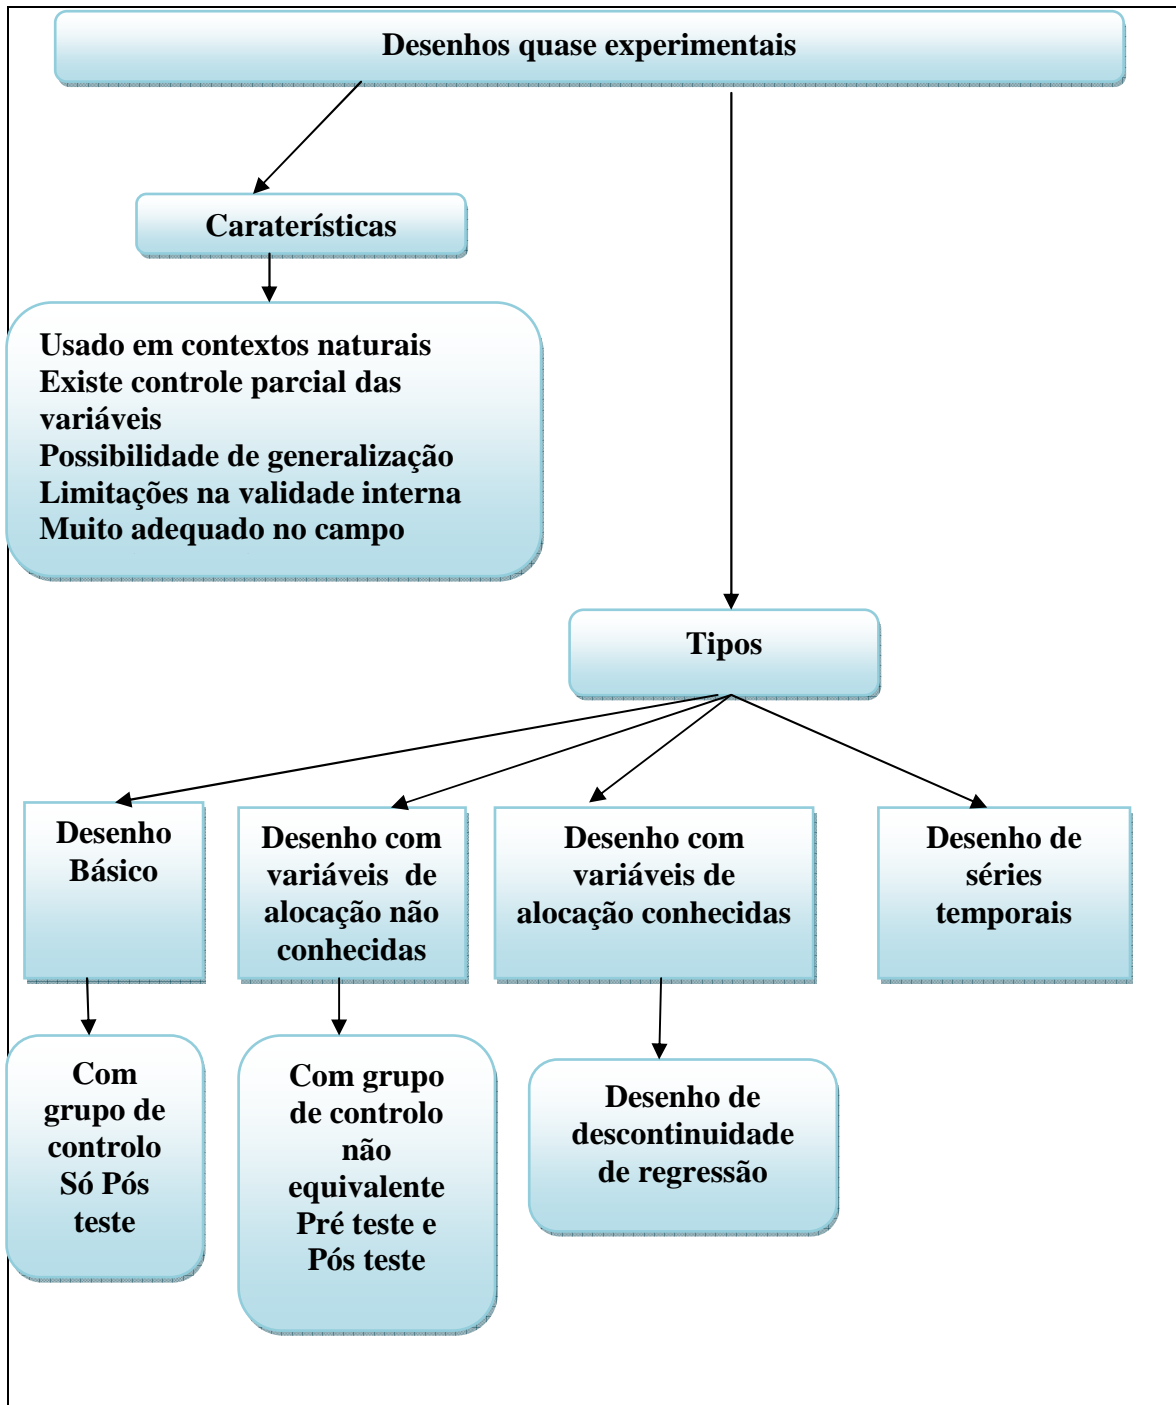 Desenhos quase experimentais
Caraterísticas
Usado em contextos naturais
Existe controle parcial das
variáveis
Possibilidade de generalização
Limitações na validade interna
Muito adequado no campo
Tipos
Desenho
Básico
Desenho com
variáveis de
alocação não
conhecidas
Desenho com
variáveis de
alocação conhecidas
Desenho de
séries
temporais
Com
grupo de
controlo
Só Pós
teste
Com grupo
de controlo
não
equivalente
Pré teste e
Pós teste
Desenho de
descontinuidade
de regressão